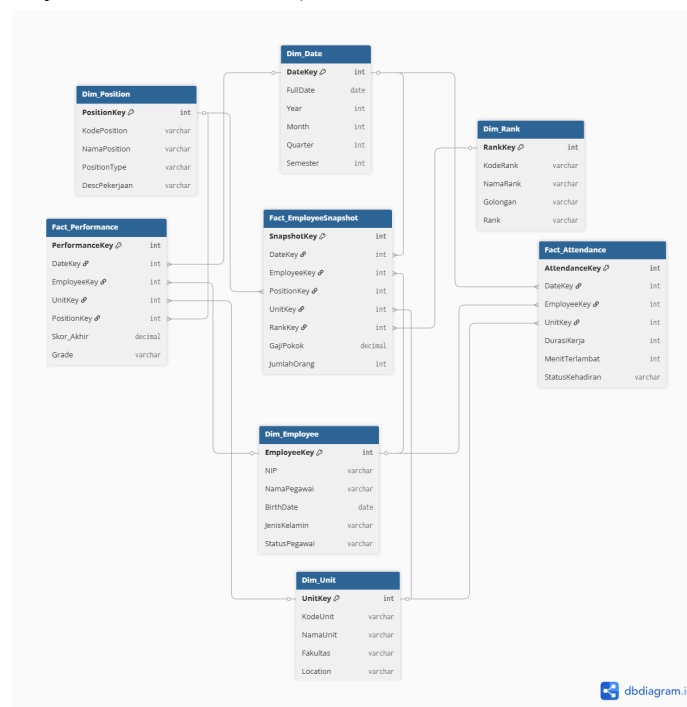 Dim_Date
DateKey int
FullDate date
Year int
Month int
Quarter int
Semester int
Dim_Position
PositionKey int
KodePosition varchar
NamaPosition varchar
PositionType varchar
DescPekerjaan varchar
Dim_Rank
RankKey int
KodeRank varchar
NamaRank varchar
Golongan varchar
Rank varchar
Fact_Performance
PerformanceKey int
DateKey int
EmployeeKey int
UnitKey int
PositionKey int
Skor_Akhir decimal
Grade varchar
Fact_EmployeeSnapshot
SnapshotKey int
DateKey int
EmployeeKey int
PositionKey int
UnitKey int
RankKey int
GajiPokok decimal
JumlahOrang int
Fact_Attendance
AttendanceKey int
DateKey int
EmployeeKey int
UnitKey int
DurasiKerja int
MenitTerlambat int
StatusKehadiran varchar
Dim_Employee
EmployeeKey int
NIP varchar
NamaPegawai varchar
BirthDate date
JenisKelamin varchar
StatusPegawai varchar
Dim_Unit
UnitKey int
KodeUnit varchar
NamaUnit varchar
Fakultas varchar
Location varchar
dbdiagram.i